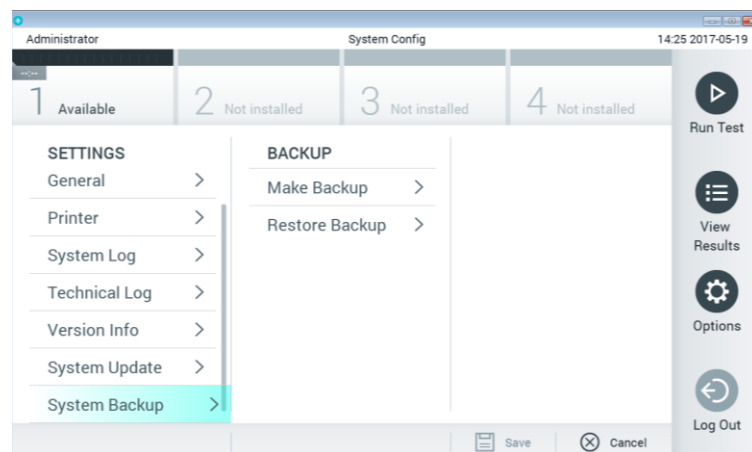 Administrator System Config 14:25 2017-05-19
--:--
1 Available 2 Not installed 3 Not installed 4 Not installed
Run Test
SETTINGS BACKUP
General > Make Backup >
Printer > Restore Backup >
System Log >
Technical Log >
Version Info >
System Update >
System Backup >
View
Results
Options
Log Out
Save Cancel